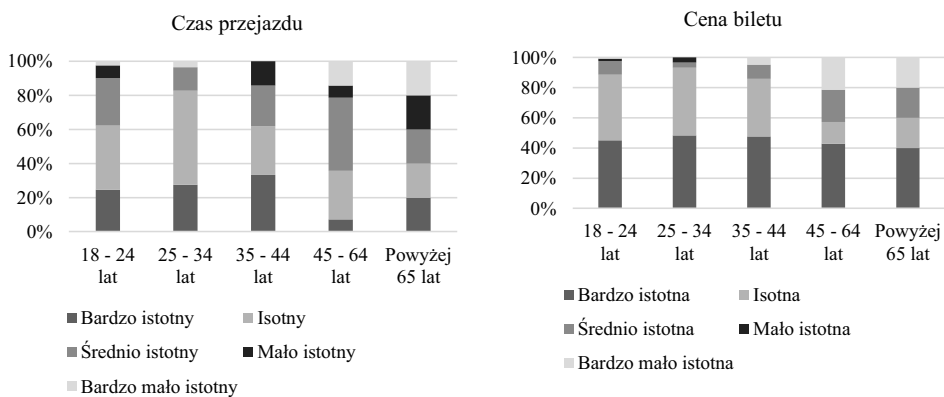 Czas przejazdu
100%
80%
60%
40%
20%
0%
18 - 24 lat
25 - 34 lat
35 - 44 lat
45 - 64 lat
Powyżej 65 lat
Bardzo istotny
Isotny
Średnio istotny
Mało istotny
Bardzo mało istotny
Cena biletu
100%
80%
60%
40%
20%
0%
18 - 24 lat
25 - 34 lat
35 - 44 lat
45 - 64 lat
Powyżej 65 lat
Bardzo istotna
Isotna
Średnio istotna
Mało istotna
Bardzo mało istotna